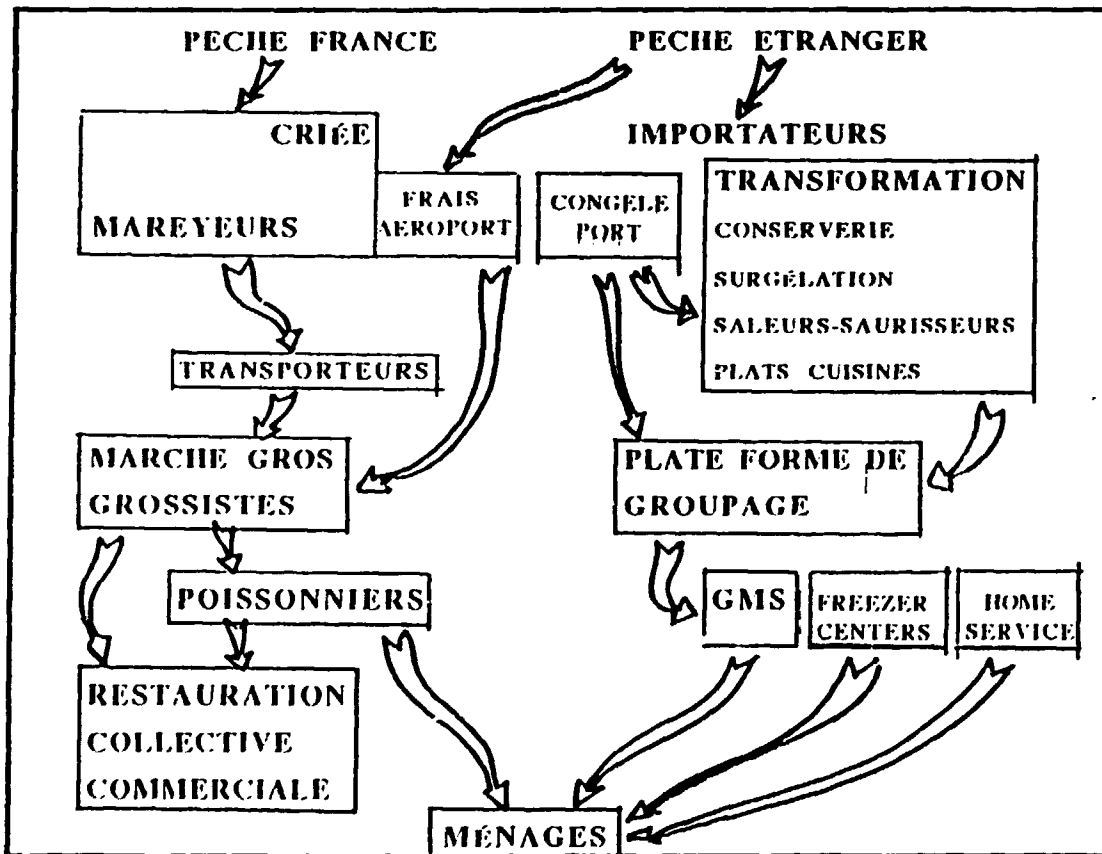 PECHE FRANCE
PECHE ETRANGER
CRIÉE
MAREYEURS
FRAIS
AEROPORT
IMPORTATEURS
CONGELE
PORT
TRANSFORMATION
CONSERVERIE
SURGÉLATION
SALEURS-SAURISSEURS
PLATS CUISINES
TRANSPORTEURS
MARCHE GROS
GROSSISTES
PLATE FORME DE
GROUPAGE
POISSONNIERS
GMS
FREEZER
CENTERS
HOME
SERVICE
RESTAURATION
COLLECTIVE
COMMERCIALE
MÉNAGES